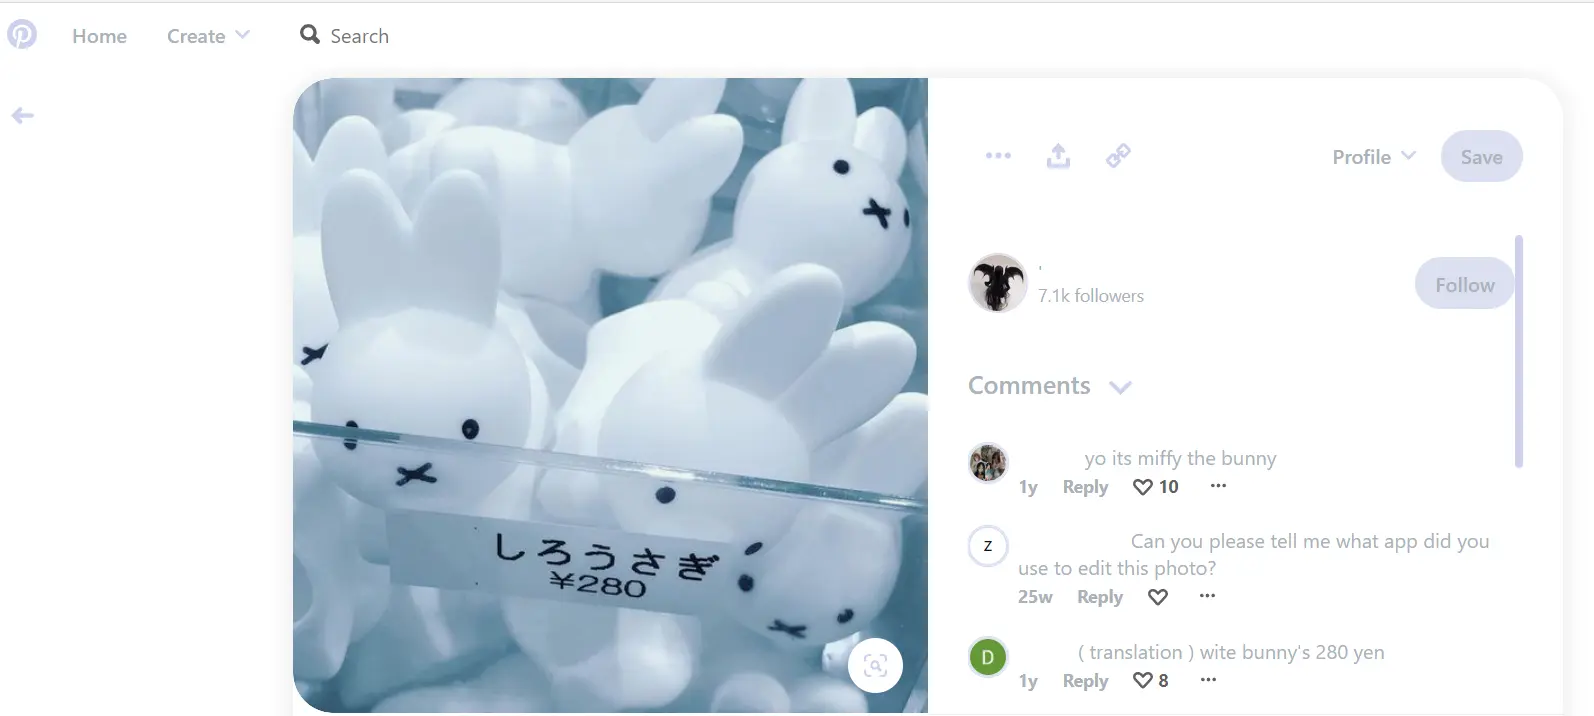 Home
Create
Search
Profile
Save
'
7.1k followers
Follow
Comments
yo its miffy the bunny
1y Reply 10 ...
Z
Can you please tell me what app did you
use to edit this photo?
25w Reply ...
D
( translation ) wite bunny's 280 yen
1y Reply 8 ...
しろうさぎ
¥280